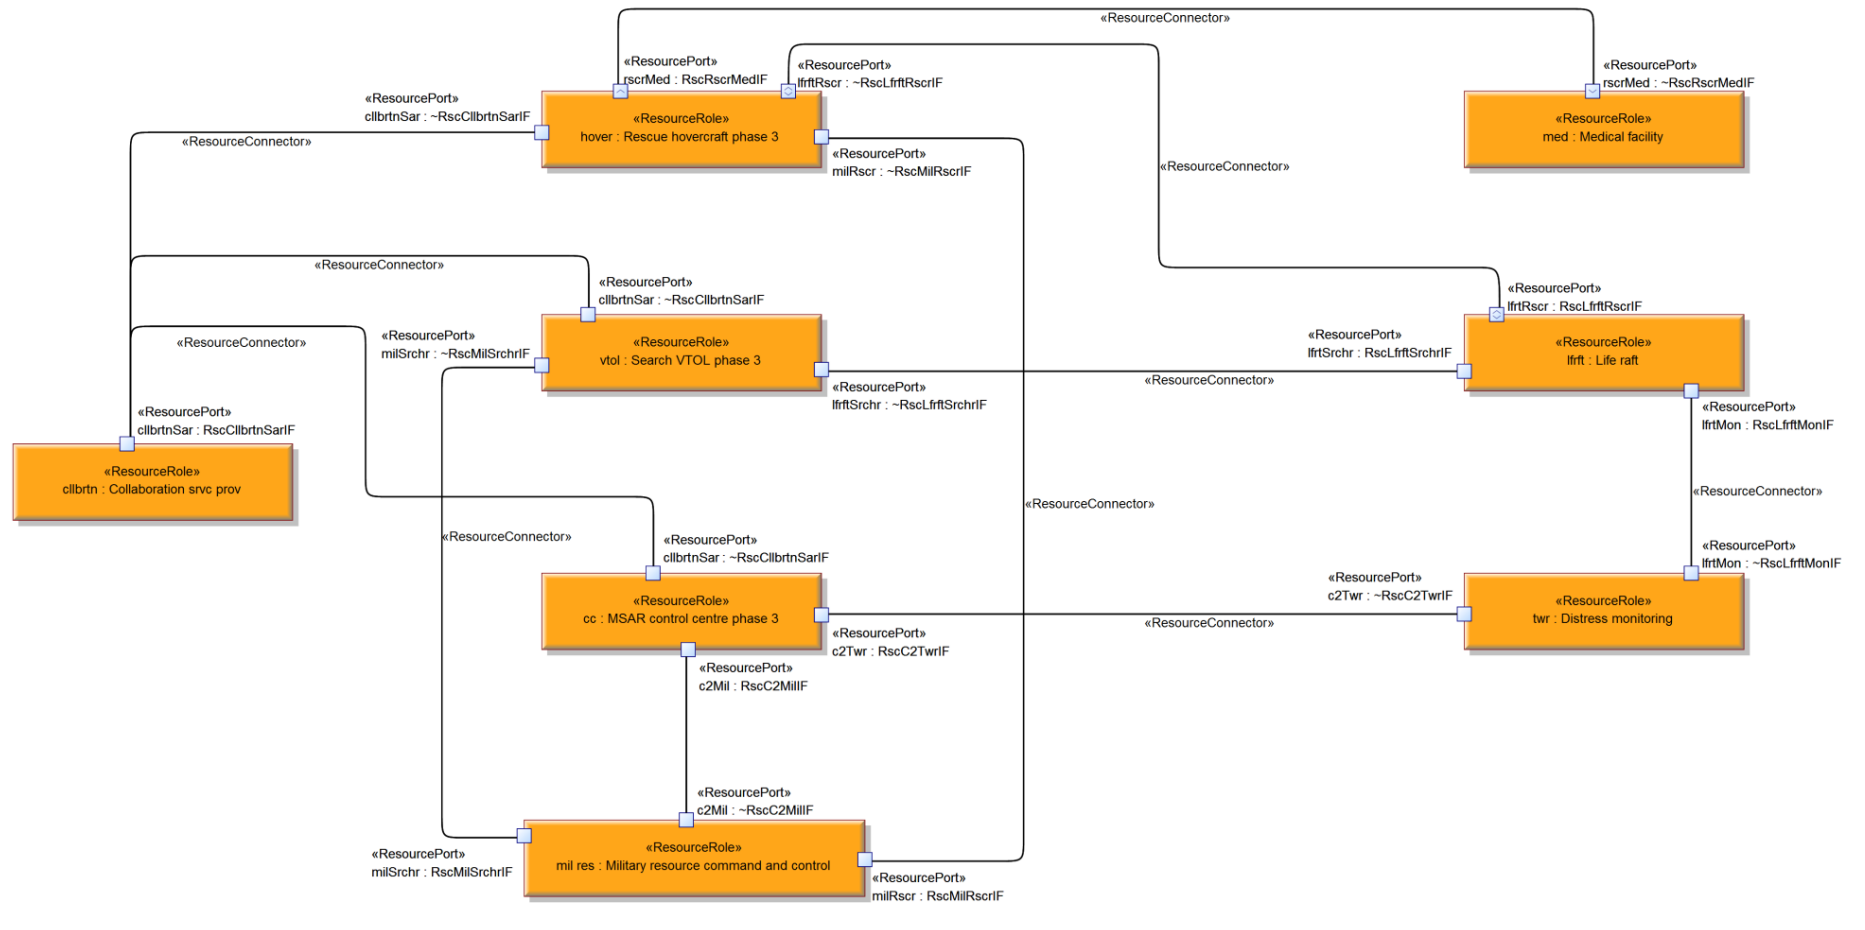 «ResourceConnector»
«ResourcePort»
rscrMed : RscRscrMedIF
«ResourcePort»
lfrftRscr : ~RscLfrftRscrIF
«ResourcePort»
rscrMed : ~RscRscrMedIF
«ResourcePort»
cllbrtnSar : ~RscCllbrtnSarIF
«ResourceConnector»
«ResourceRole»
hover : Rescue hovercraft phase 3
«ResourceRole»
med : Medical facility
«ResourcePort»
milRscr : ~RscMilRscrIF
«ResourceConnector»
«ResourceConnector»
«ResourcePort»
cllbrtnSar : ~RscCllbrtnSarIF
«ResourcePort»
lfrtRscr : RscLfrftRscrIF
«ResourceConnector»
«ResourcePort»
milSrchr : ~RscMilSrchrIF
«ResourceRole»
vtol : Search VTOL phase 3
«ResourcePort»
lfrtSrchr : RscLfrftSrchrIF
«ResourceRole»
lfrft : Life raft
«ResourceConnector»
«ResourcePort»
lfrftSrchr : ~RscLfrftSrchrIF
«ResourcePort»
lfrtMon : RscLfrftMonIF
«ResourcePort»
cllbrtnSar : RscCllbrtnSarIF
«ResourceRole»
cllbrtn : Collaboration srvc prov
«ResourceConnector»
«ResourceConnector»
«ResourceConnector»
«ResourcePort»
cllbrtnSar : ~RscCllbrtnSarIF
«ResourcePort»
lfrtMon : ~RscLfrftMonIF
«ResourcePort»
c2Twr : ~RscC2TwrIF
«ResourceRole»
cc : MSAR control centre phase 3
«ResourceRole»
twr : Distress monitoring
«ResourceConnector»
«ResourcePort»
c2Twr : RscC2TwrIF
«ResourcePort»
c2Mil : RscC2MilIF
«ResourcePort»
c2Mil : ~RscC2MilIF
«ResourceRole»
mil res : Military resource command and control
«ResourcePort»
milSrchr : RscMilSrchrIF
«ResourcePort»
milRscr : RscMilRscrIF